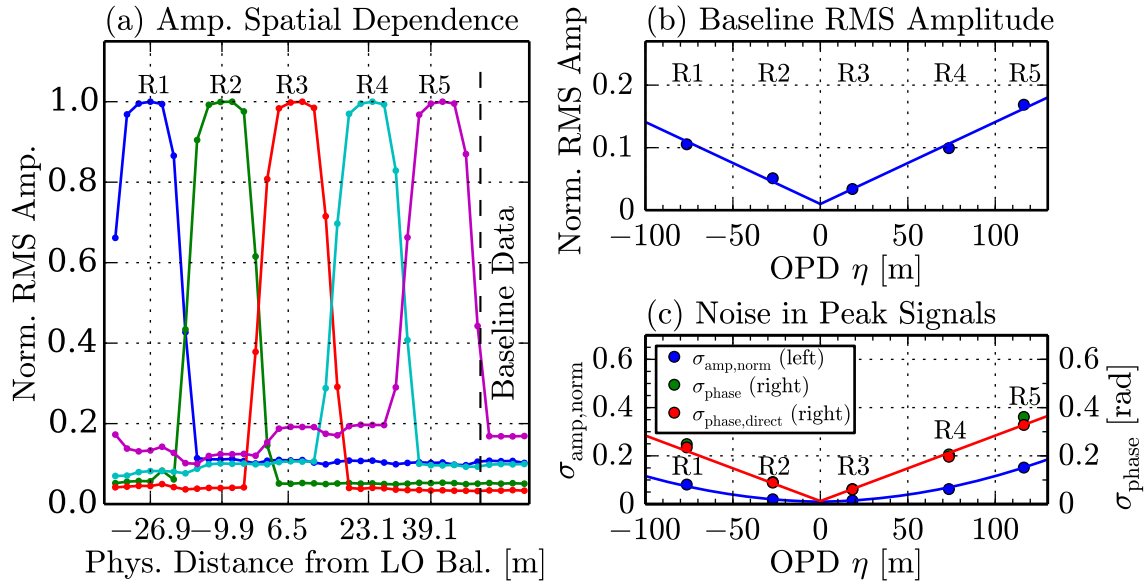 (a) Amp. Spatial Dependence
R1 R2 R3 R4 R5
1.0
0.8
0.6
0.4
0.2
0.0
Norm. RMS Amp.
Baseline Data
−26.9 −9.9 6.5 23.1 39.1
Phys. Distance from LO Bal. [m]
(b) Baseline RMS Amplitude
R1 R2 R3 R4 R5
0.2
0.1
0
Norm. RMS Amp
−100 −50 0 50 100
OPD η [m]
(c) Noise in Peak Signals
σamp,norm (left)
σphase (right)
σphase,direct (right)
R1 R2 R3 R4 R5
0.6 0.6
0.4 0.4
0.2 0.2
0 0
σamp,norm
σphase [rad]
−100 −50 0 50 100
OPD η [m]